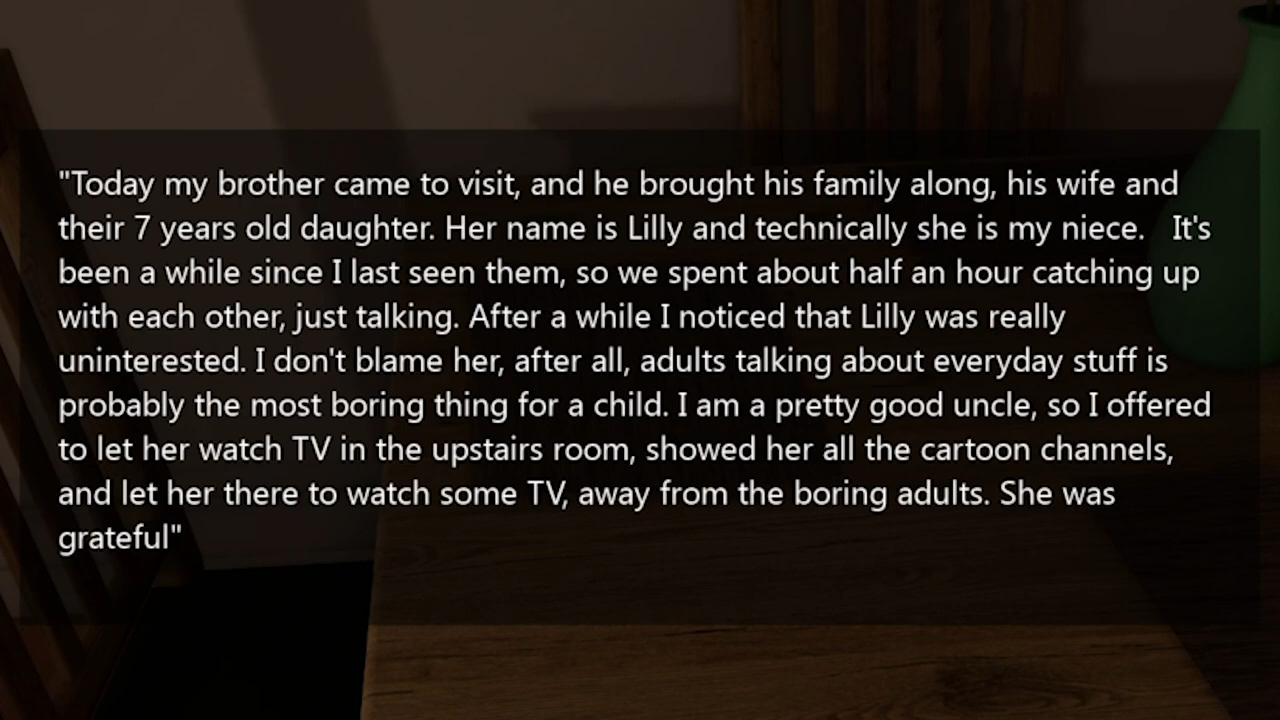 "Today my brother came to visit, and he brought his family along, his wife and
their 7 years old daughter. Her name is Lilly and technically she is my niece.   It's
been a while since I last seen them, so we spent about half an hour catching up
with each other, just talking. After a while I noticed that Lilly was really
uninterested. I don't blame her, after all, adults talking about everyday stuff is
probably the most boring thing for a child. I am a pretty good uncle, so I offered
to let her watch TV in the upstairs room, showed her all the cartoon channels,
and let her there to watch some TV, away from the boring adults. She was
grateful"